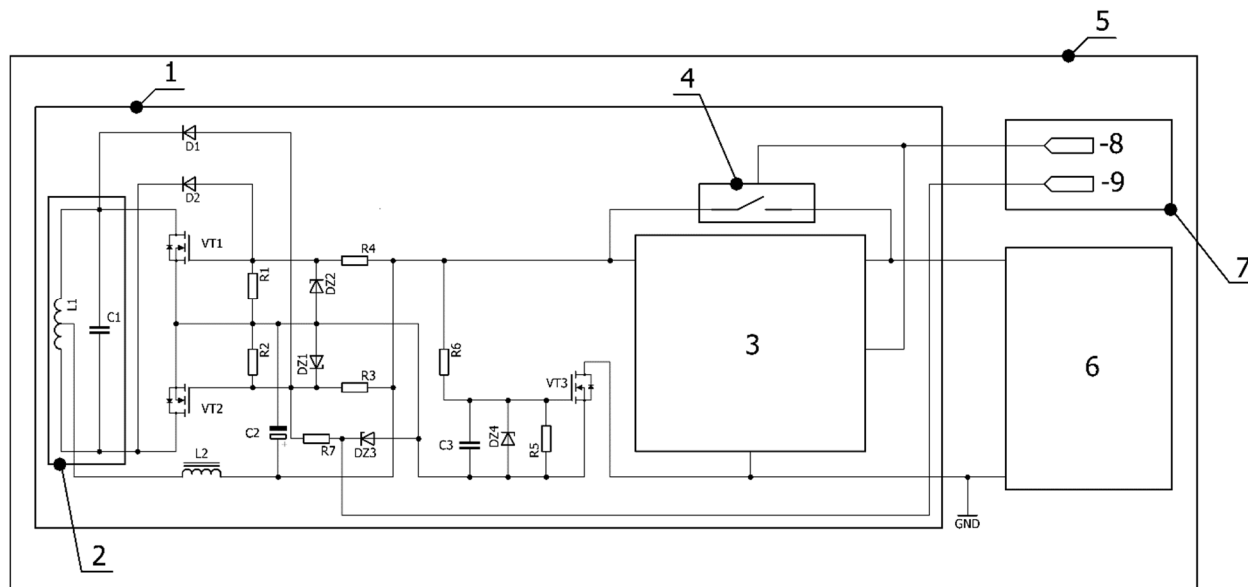 5
1
4
-8
D1
-9
D2
VT1
R4
7
R1
DZ2
L1
C1
3
6
R2
DZ1
R6
R3
VT3
VT2
C2
+
R7
DZ3
C3
DZ4
R5
L2
GND
2